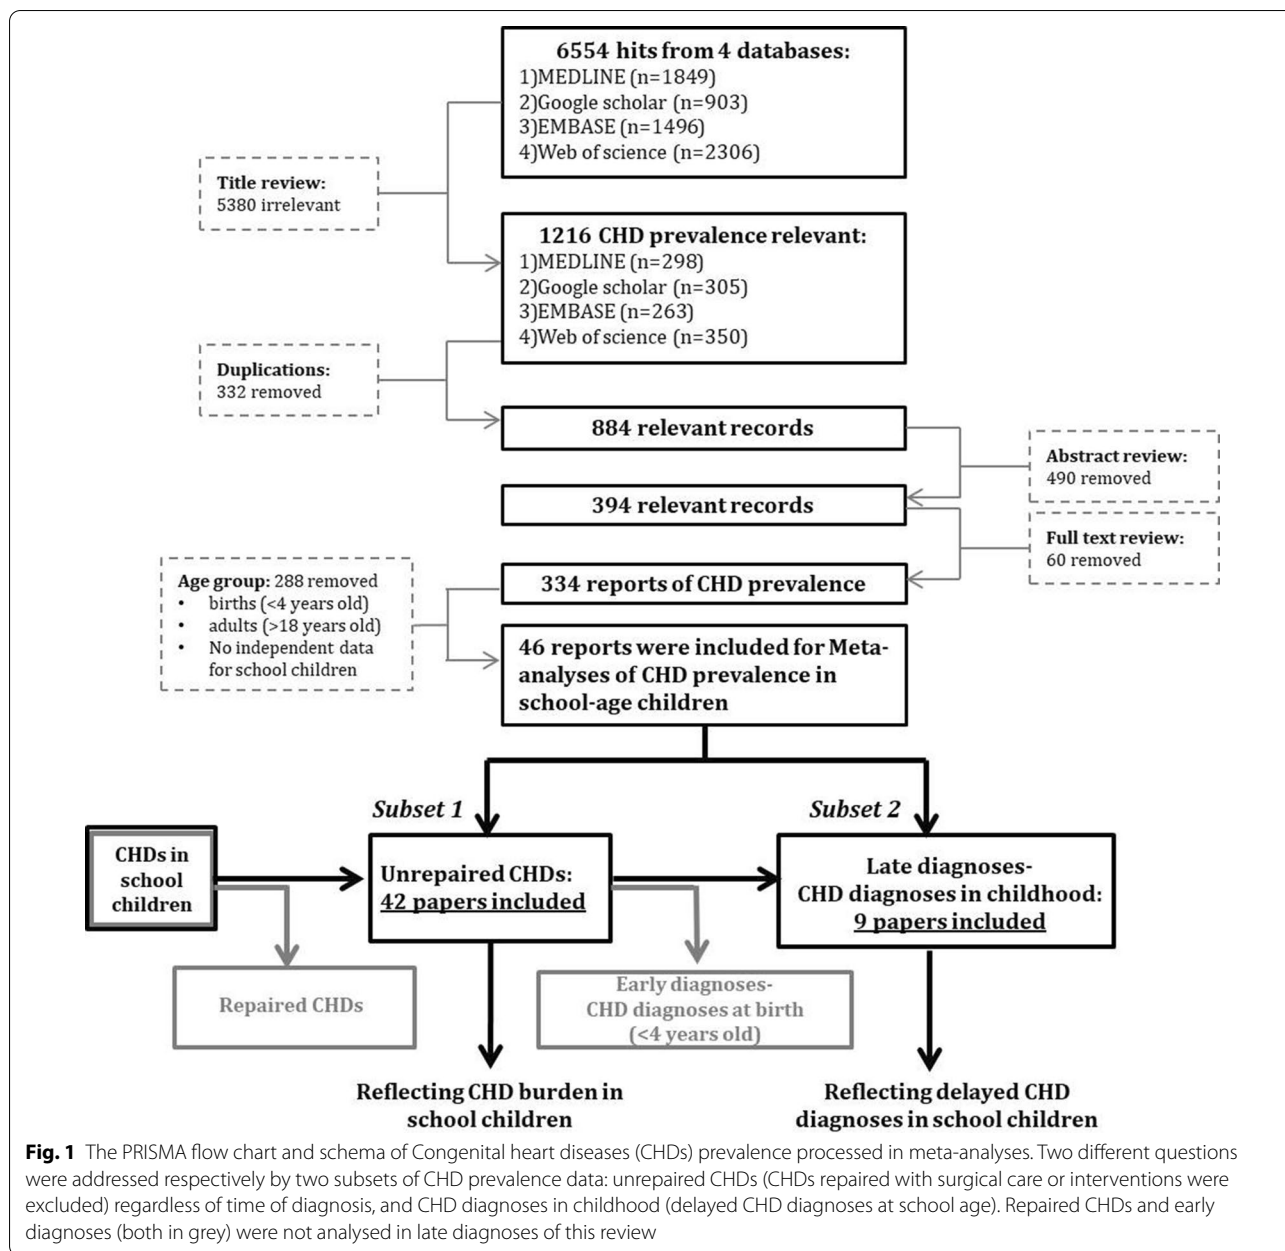 6554 hits from 4 databases:
1)MEDLINE (n=1849)
2)Google scholar (n=903)
3)EMBASE (n=1496)
4)Web of science (n=2306)
Title review:
5380 irrelevant
1216 CHD prevalence relevant:
1)MEDLINE (n=298)
2)Google scholar (n=305)
3)EMBASE (n=263)
4)Web of science (n=350)
Duplications:
332 removed
884 relevant records
Abstract review:
490 removed
394 relevant records
Full text review:
60 removed
334 reports of CHD prevalence
Age group: 288 removed
• births (<4 years old)
• adults (>18 years old)
• No independent data
for school children
46 reports were included for Meta-
analyses of CHD prevalence in
school-age children
Subset 1
Subset 2
CHDs in
school
children
Unrepaired CHDs:
42 papers included
Late diagnoses-
CHD diagnoses in childhood:
9 papers included
Repaired CHDs
Early diagnoses-
CHD diagnoses at birth
(<4 years old)
Reflecting CHD burden in
school children
Reflecting delayed CHD
diagnoses in school children
Fig. 1 The PRISMA flow chart and schema of Congenital heart diseases (CHDs) prevalence processed in meta-analyses. Two different questions
were addressed respectively by two subsets of CHD prevalence data: unrepaired CHDs (CHDs repaired with surgical care or interventions were
excluded) regardless of time of diagnosis, and CHD diagnoses in childhood (delayed CHD diagnoses at school age). Repaired CHDs and early
diagnoses (both in grey) were not analysed in late diagnoses of this review